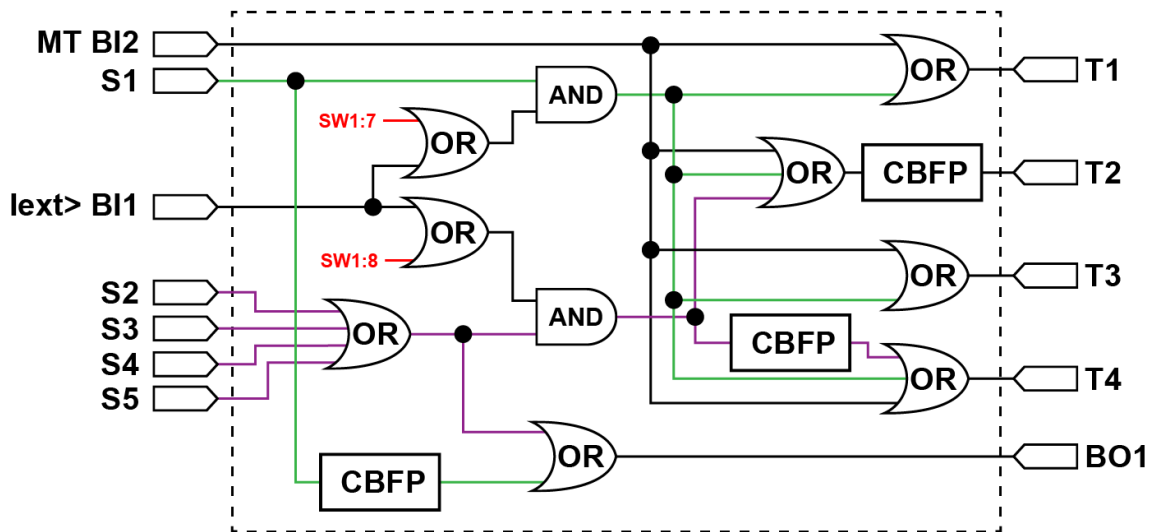 MT BI2
S1
Iext> BI1
S2
S3
S4
S5
SW1:7
OR
OR
SW1:8
OR
AND
AND
CBFP
OR
OR
OR
CBFP
OR
CBFP
OR
T1
T2
T3
T4
BO1